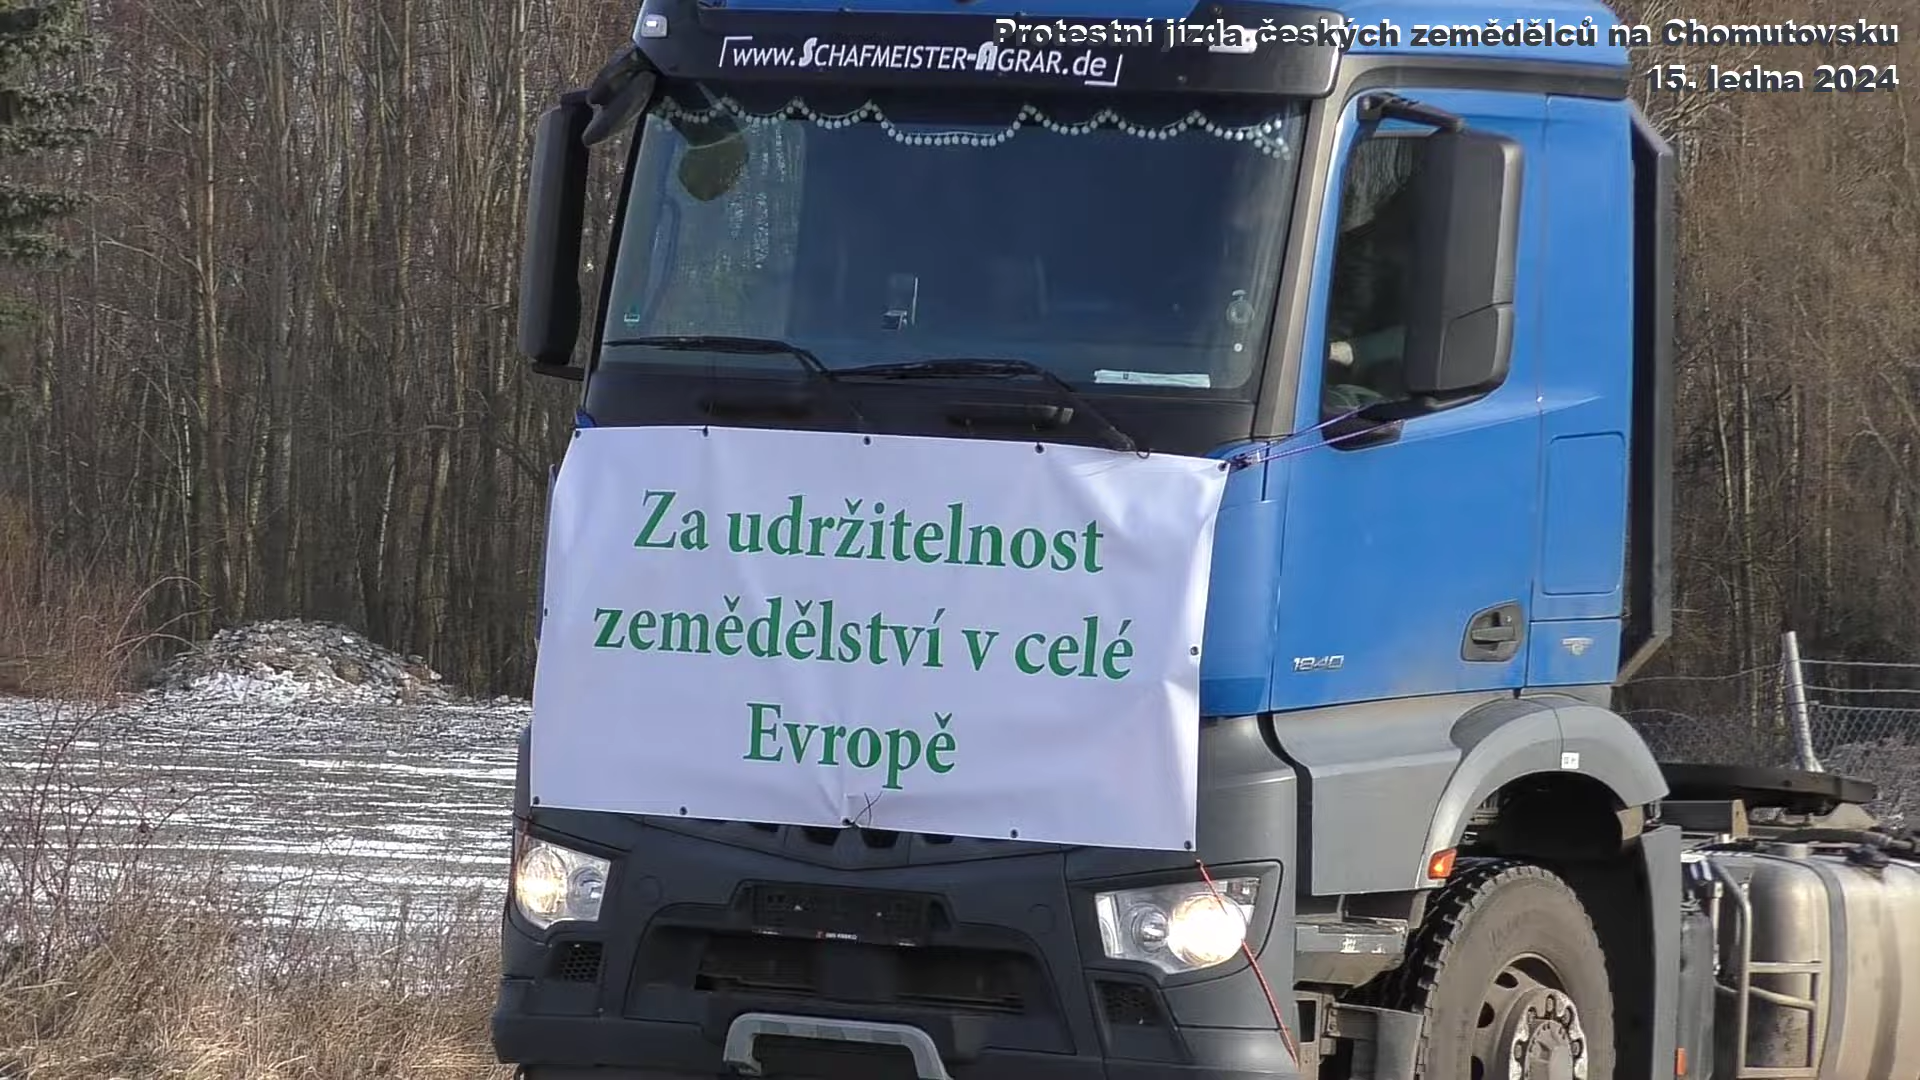 Protestní jízda českých zemědělců na Chomutovsku
15. ledna 2024
www.SCHAFMEISTER-AGRAR.de
Za udržitelnost
zemědělství v celé
Evropě
1840